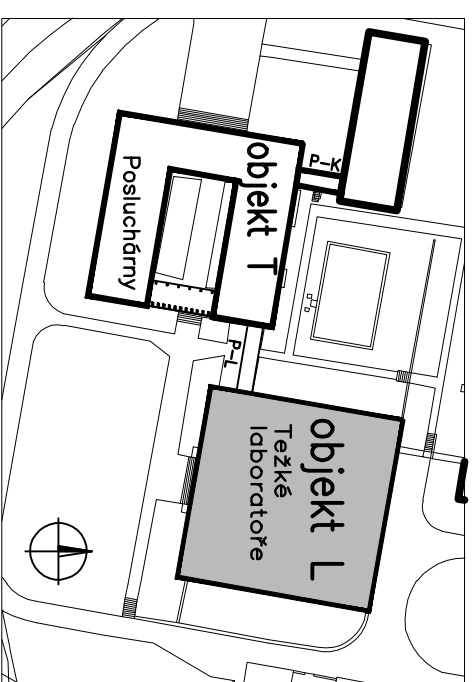 P-K
objekt T
Posluchárny
P-L
objekt L
Težké
laboratoře